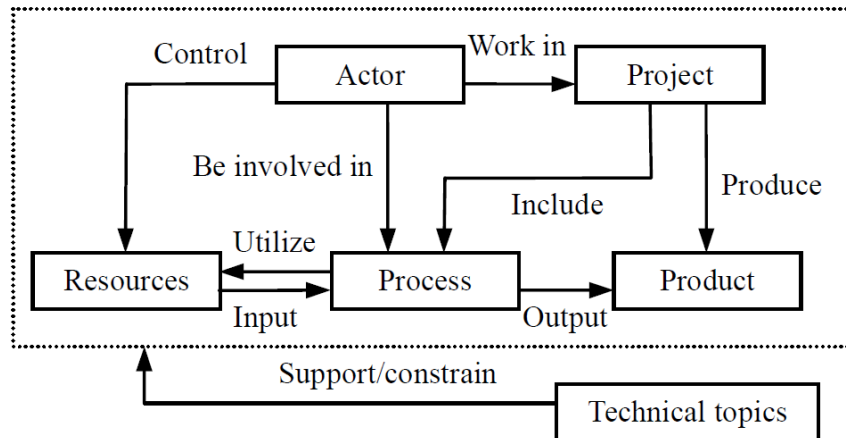 Control
Work in
Actor
Project
Be involved in
Include
Produce
Utilize
Resources
Process
Product
Input
Output
Support/constrain
Technical topics